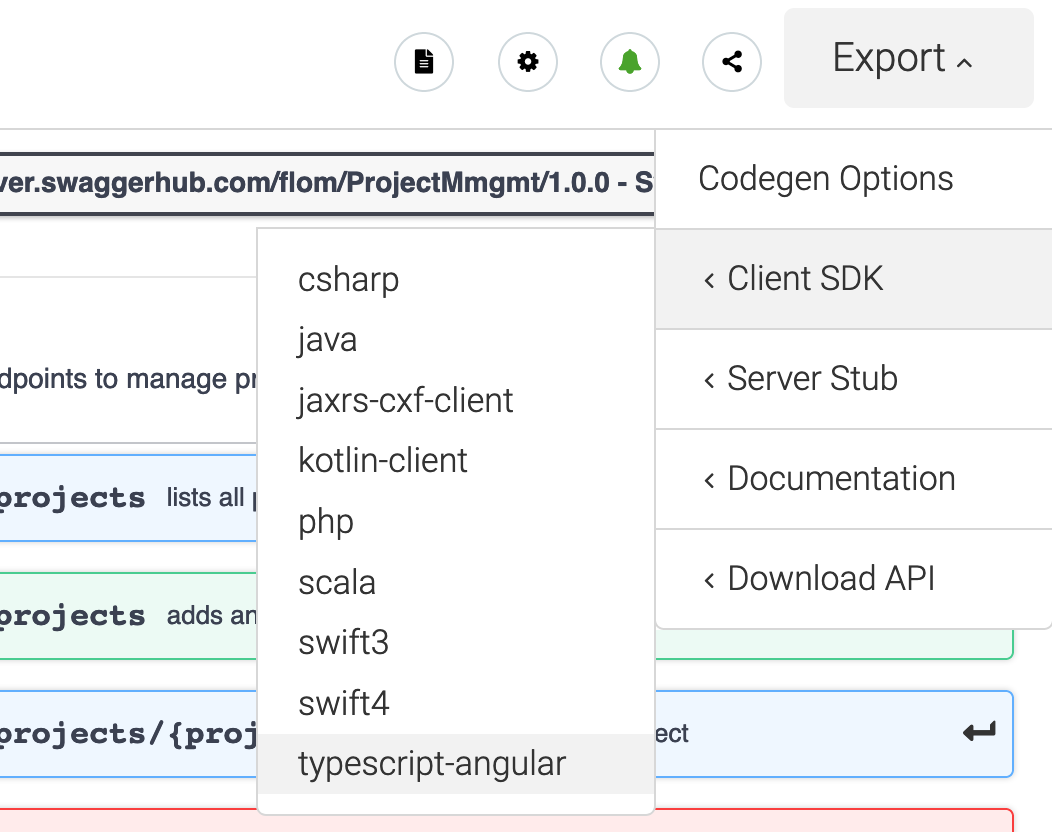 Export
ver.swaggerhub.com/flom/ProjectMmgmt/1.0.0 - S
Codegen Options
Client SDK
Server Stub
Documentation
Download API
csharp
java
jaxrs-cxf-client
kotlin-client
php
scala
swift3
swift4
typescript-angular
dpoints to manage pr
projects lists all
projects adds an
projects/{proj ect